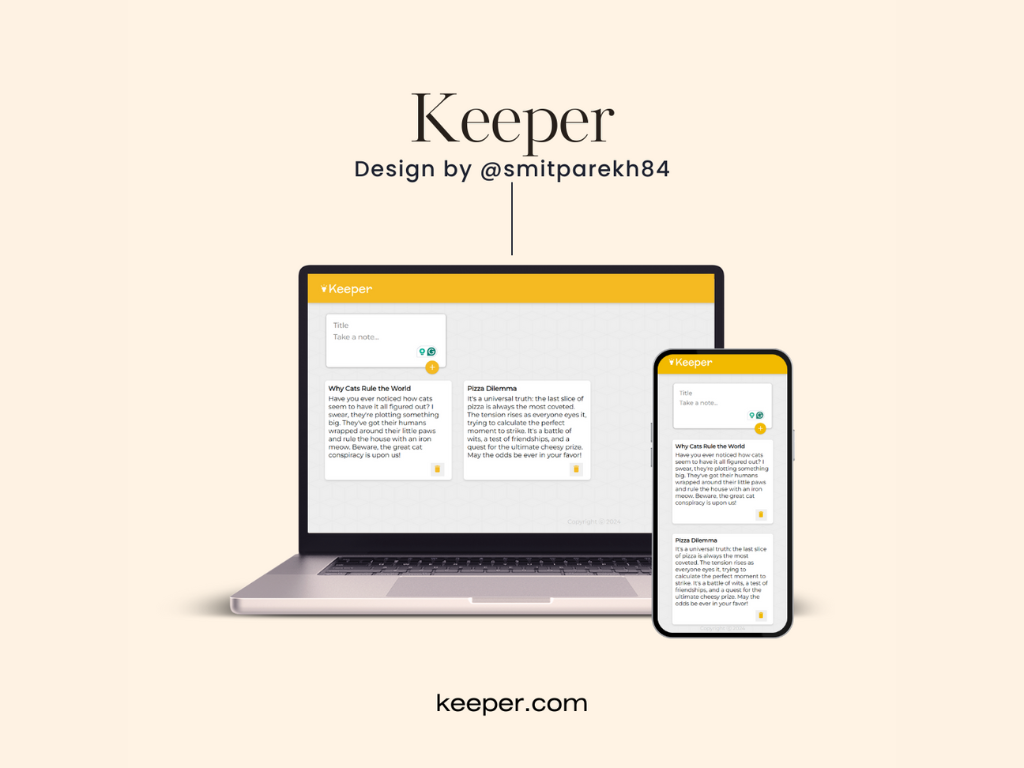 Keeper
Design by @smitparekh84
Keeper
Title
Take a note...
Why Cats Rule the World
Have you ever noticed how cats
seem to have it all figured out? I
swear, they're plotting something
big. They've got their humans
wrapped around their little paws
and rule the house with an iron
meow. Beware, the great cat
conspiracy is upon us!
Pizza Dilemma
It's a universal truth: the last slice of
pizza is always the most coveted.
The tension rises as everyone eyes it,
trying to calculate the perfect
moment to strike. It's a battle of
wits, a test of friendships, and a
quest for the ultimate cheesy prize.
May the odds be ever in your favor!
Copyright © 2024
Keeper
Title
Take a note...
Why Cats Rule the World
Have you ever noticed how cats
seem to have it all figured out? I
swear, they're plotting something
big. They've got their humans
wrapped around their little paws
and rule the house with an iron
meow. Beware, the great cat
conspiracy is upon us!
Pizza Dilemma
It's a universal truth: the last slice
of pizza is always the most
coveted. The tension rises as
everyone eyes it, trying to
calculate the perfect moment to
strike. It's a battle of wits, a test of
friendships, and a quest for the
ultimate cheesy prize. May the
odds be ever in your favor!
keeper.com